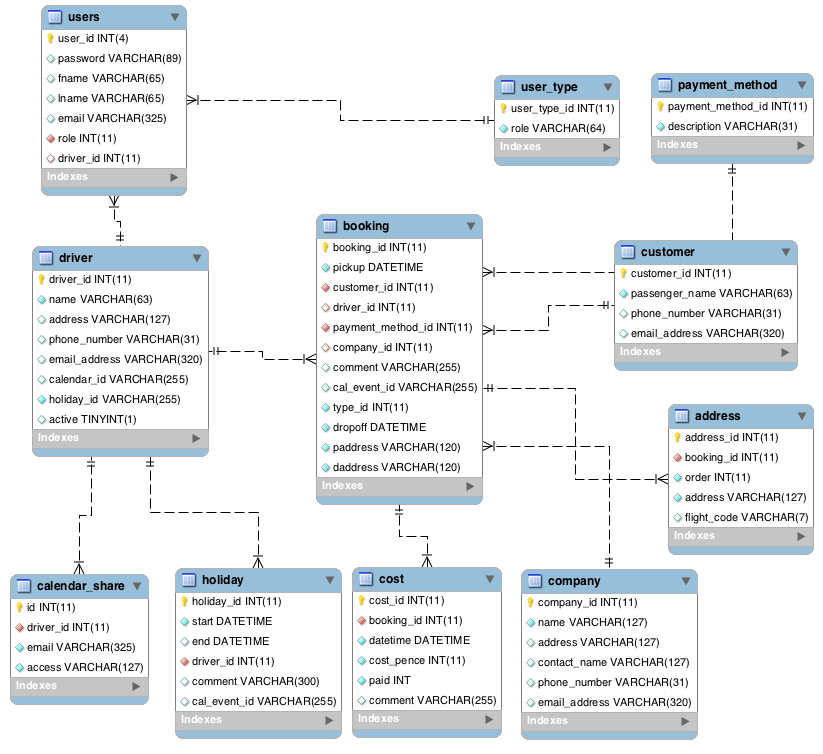 users
user_id INT(4)
password VARCHAR(89)
fname VARCHAR(65)
lname VARCHAR(65)
email VARCHAR(325)
role INT(11)
driver_id INT(11)
Indexes
user_type
user_type_id INT(11)
role VARCHAR(64)
Indexes
payment_method
payment_method_id INT(11)
description VARCHAR(31)
Indexes
driver
driver_id INT(11)
name VARCHAR(63)
address VARCHAR(127)
phone_number VARCHAR(31)
email_address VARCHAR(320)
calendar_id VARCHAR(255)
holiday_id VARCHAR(255)
active TINYINT(1)
Indexes
booking
booking_id INT(11)
pickup DATETIME
customer_id INT(11)
driver_id INT(11)
payment_method_id INT(11)
company_id INT(11)
comment VARCHAR(255)
cal_event_id VARCHAR(255)
type_id INT(11)
dropoff DATETIME
paddress VARCHAR(120)
daddress VARCHAR(120)
Indexes
customer
customer_id INT(11)
passenger_name VARCHAR(63)
phone_number VARCHAR(31)
email_address VARCHAR(320)
Indexes
address
address_id INT(11)
booking_id INT(11)
order INT(11)
address VARCHAR(127)
flight_code VARCHAR(7)
Indexes
calendar_share
id INT(11)
driver_id INT(11)
email VARCHAR(325)
access VARCHAR(127)
Indexes
holiday
holiday_id INT(11)
start DATETIME
end DATETIME
driver_id INT(11)
comment VARCHAR(300)
cal_event_id VARCHAR(255)
Indexes
cost
cost_id INT(11)
booking_id INT(11)
datetime DATETIME
cost_pence INT(11)
paid INT
comment VARCHAR(255)
Indexes
company
company_id INT(11)
name VARCHAR(127)
address VARCHAR(127)
contact_name VARCHAR(127)
phone_number VARCHAR(31)
email_address VARCHAR(320)
Indexes